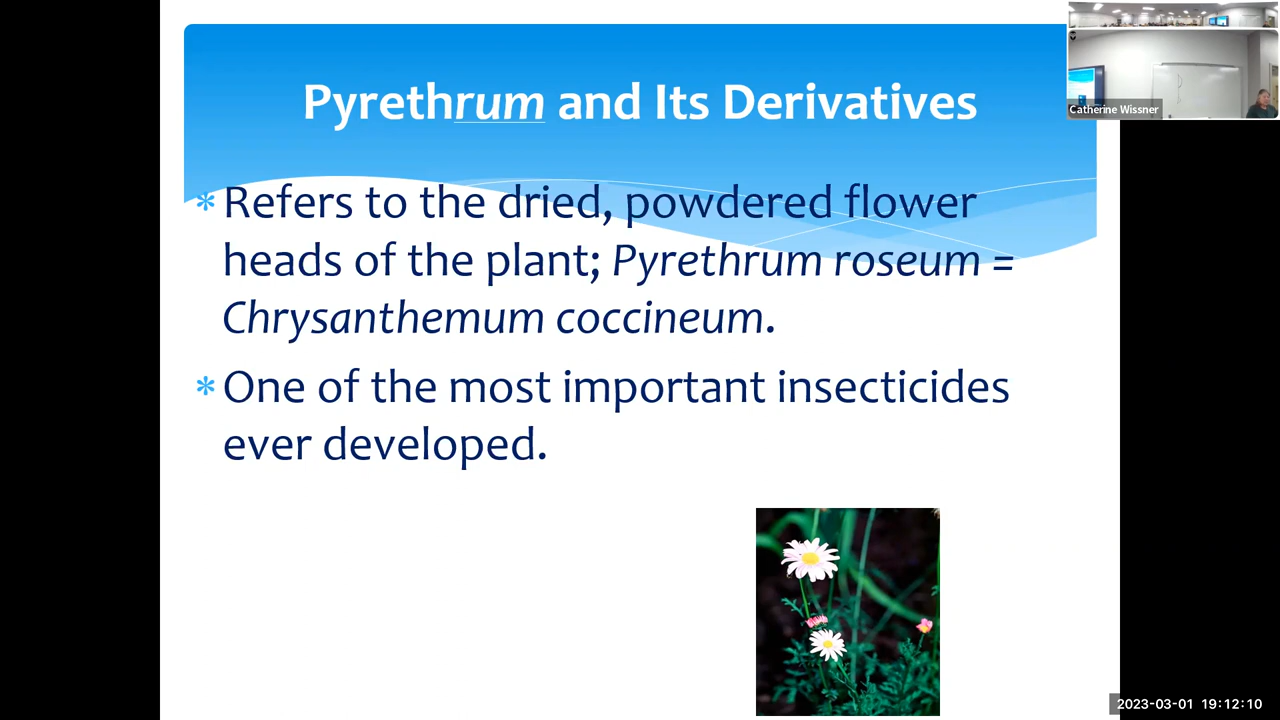 Pyrethrum and Its Derivatives
Catherine Wissner
* Refers to the dried, powdered flower
heads of the plant; Pyrethrum roseum =
Chrysanthemum coccineum.
* One of the most important insecticides
ever developed.
2023-03-01 19:12:10